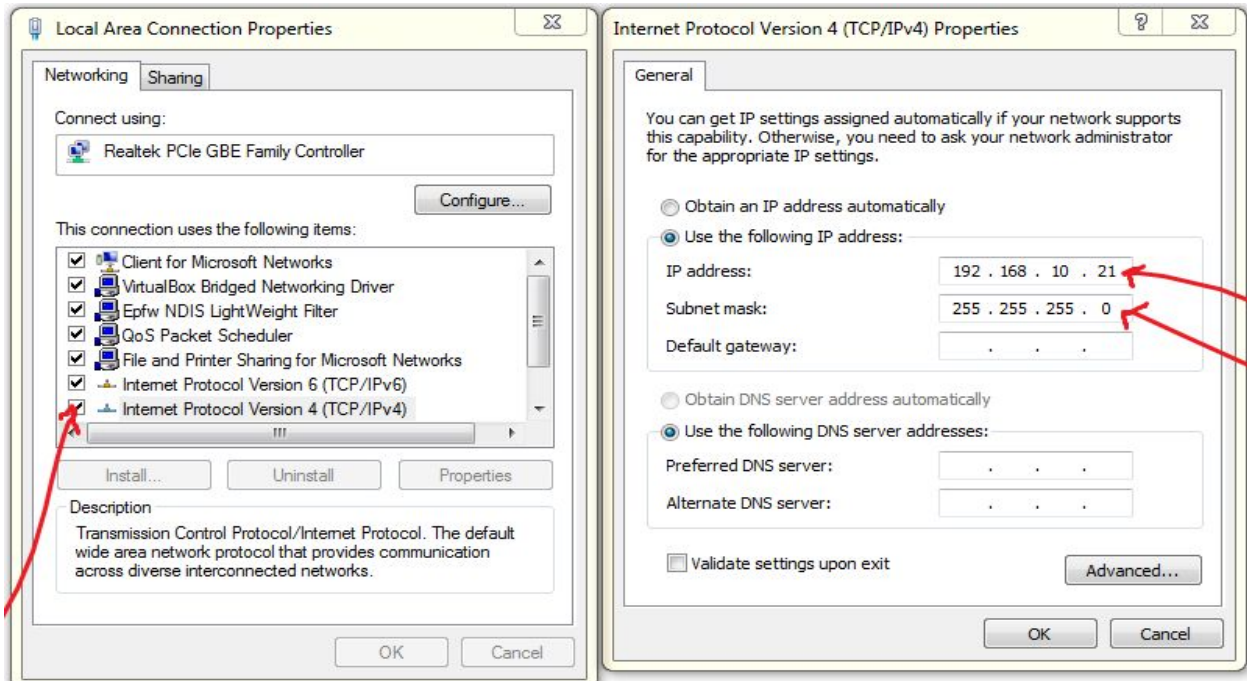 Local Area Connection Properties
Networking
Sharing
Connect using:
Realtek PCIe GBE Family Controller
Configure...
This connection uses the following items:
Client for Microsoft Networks
VirtualBox Bridged Networking Driver
Epfw NDIS LightWeight Filter
QoS Packet Scheduler
File and Printer Sharing for Microsoft Networks
Internet Protocol Version 6 (TCP/IPv6)
Internet Protocol Version 4 (TCP/IPv4)
Install...
Uninstall
Properties
Description
Transmission Control Protocol/Internet Protocol. The default
wide area network protocol that provides communication
across diverse interconnected networks.
OK
Cancel
Internet Protocol Version 4 (TCP/IPv4) Properties
General
You can get IP settings assigned automatically if your network supports
this capability. Otherwise, you need to ask your network administrator
for the appropriate IP settings.
Obtain an IP address automatically
Use the following IP address:
IP address:
192 . 168 . 10 . 21
Subnet mask:
255 . 255 . 255 . 0
Default gateway:
. . .
Obtain DNS server address automatically
Use the following DNS server addresses:
Preferred DNS server:
. . .
Alternate DNS server:
. . .
Validate settings upon exit
Advanced...
OK
Cancel